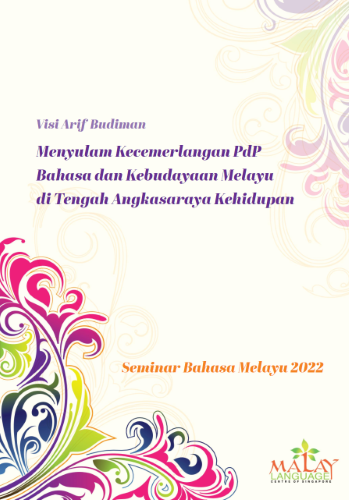 Visi Arif Budiman
Menyulam Kecemerlangan PdP
Bahasa dan Kebudayaan Melayu
di Tengah Angkasaraya Kehidupan
Seminar Bahasa Melayu 2022
MALAY
LANGUAGE
CENTRE OF SINGAPORE